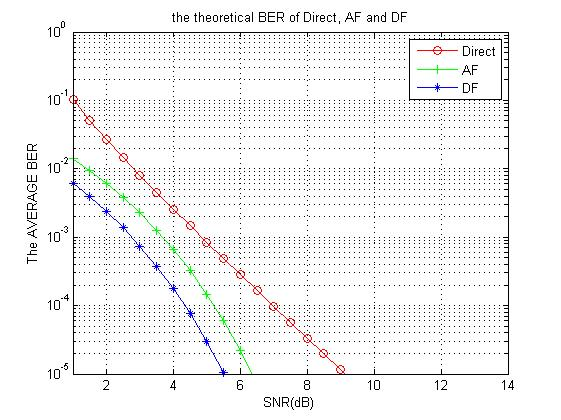 the theoretical BER of Direct, AF and DF
10^0
10^-1
10^-2
10^-3
10^-4
10^-5
The AVERAGE BER
Direct
AF
DF
2 4 6 8 10 12 14
SNR(dB)